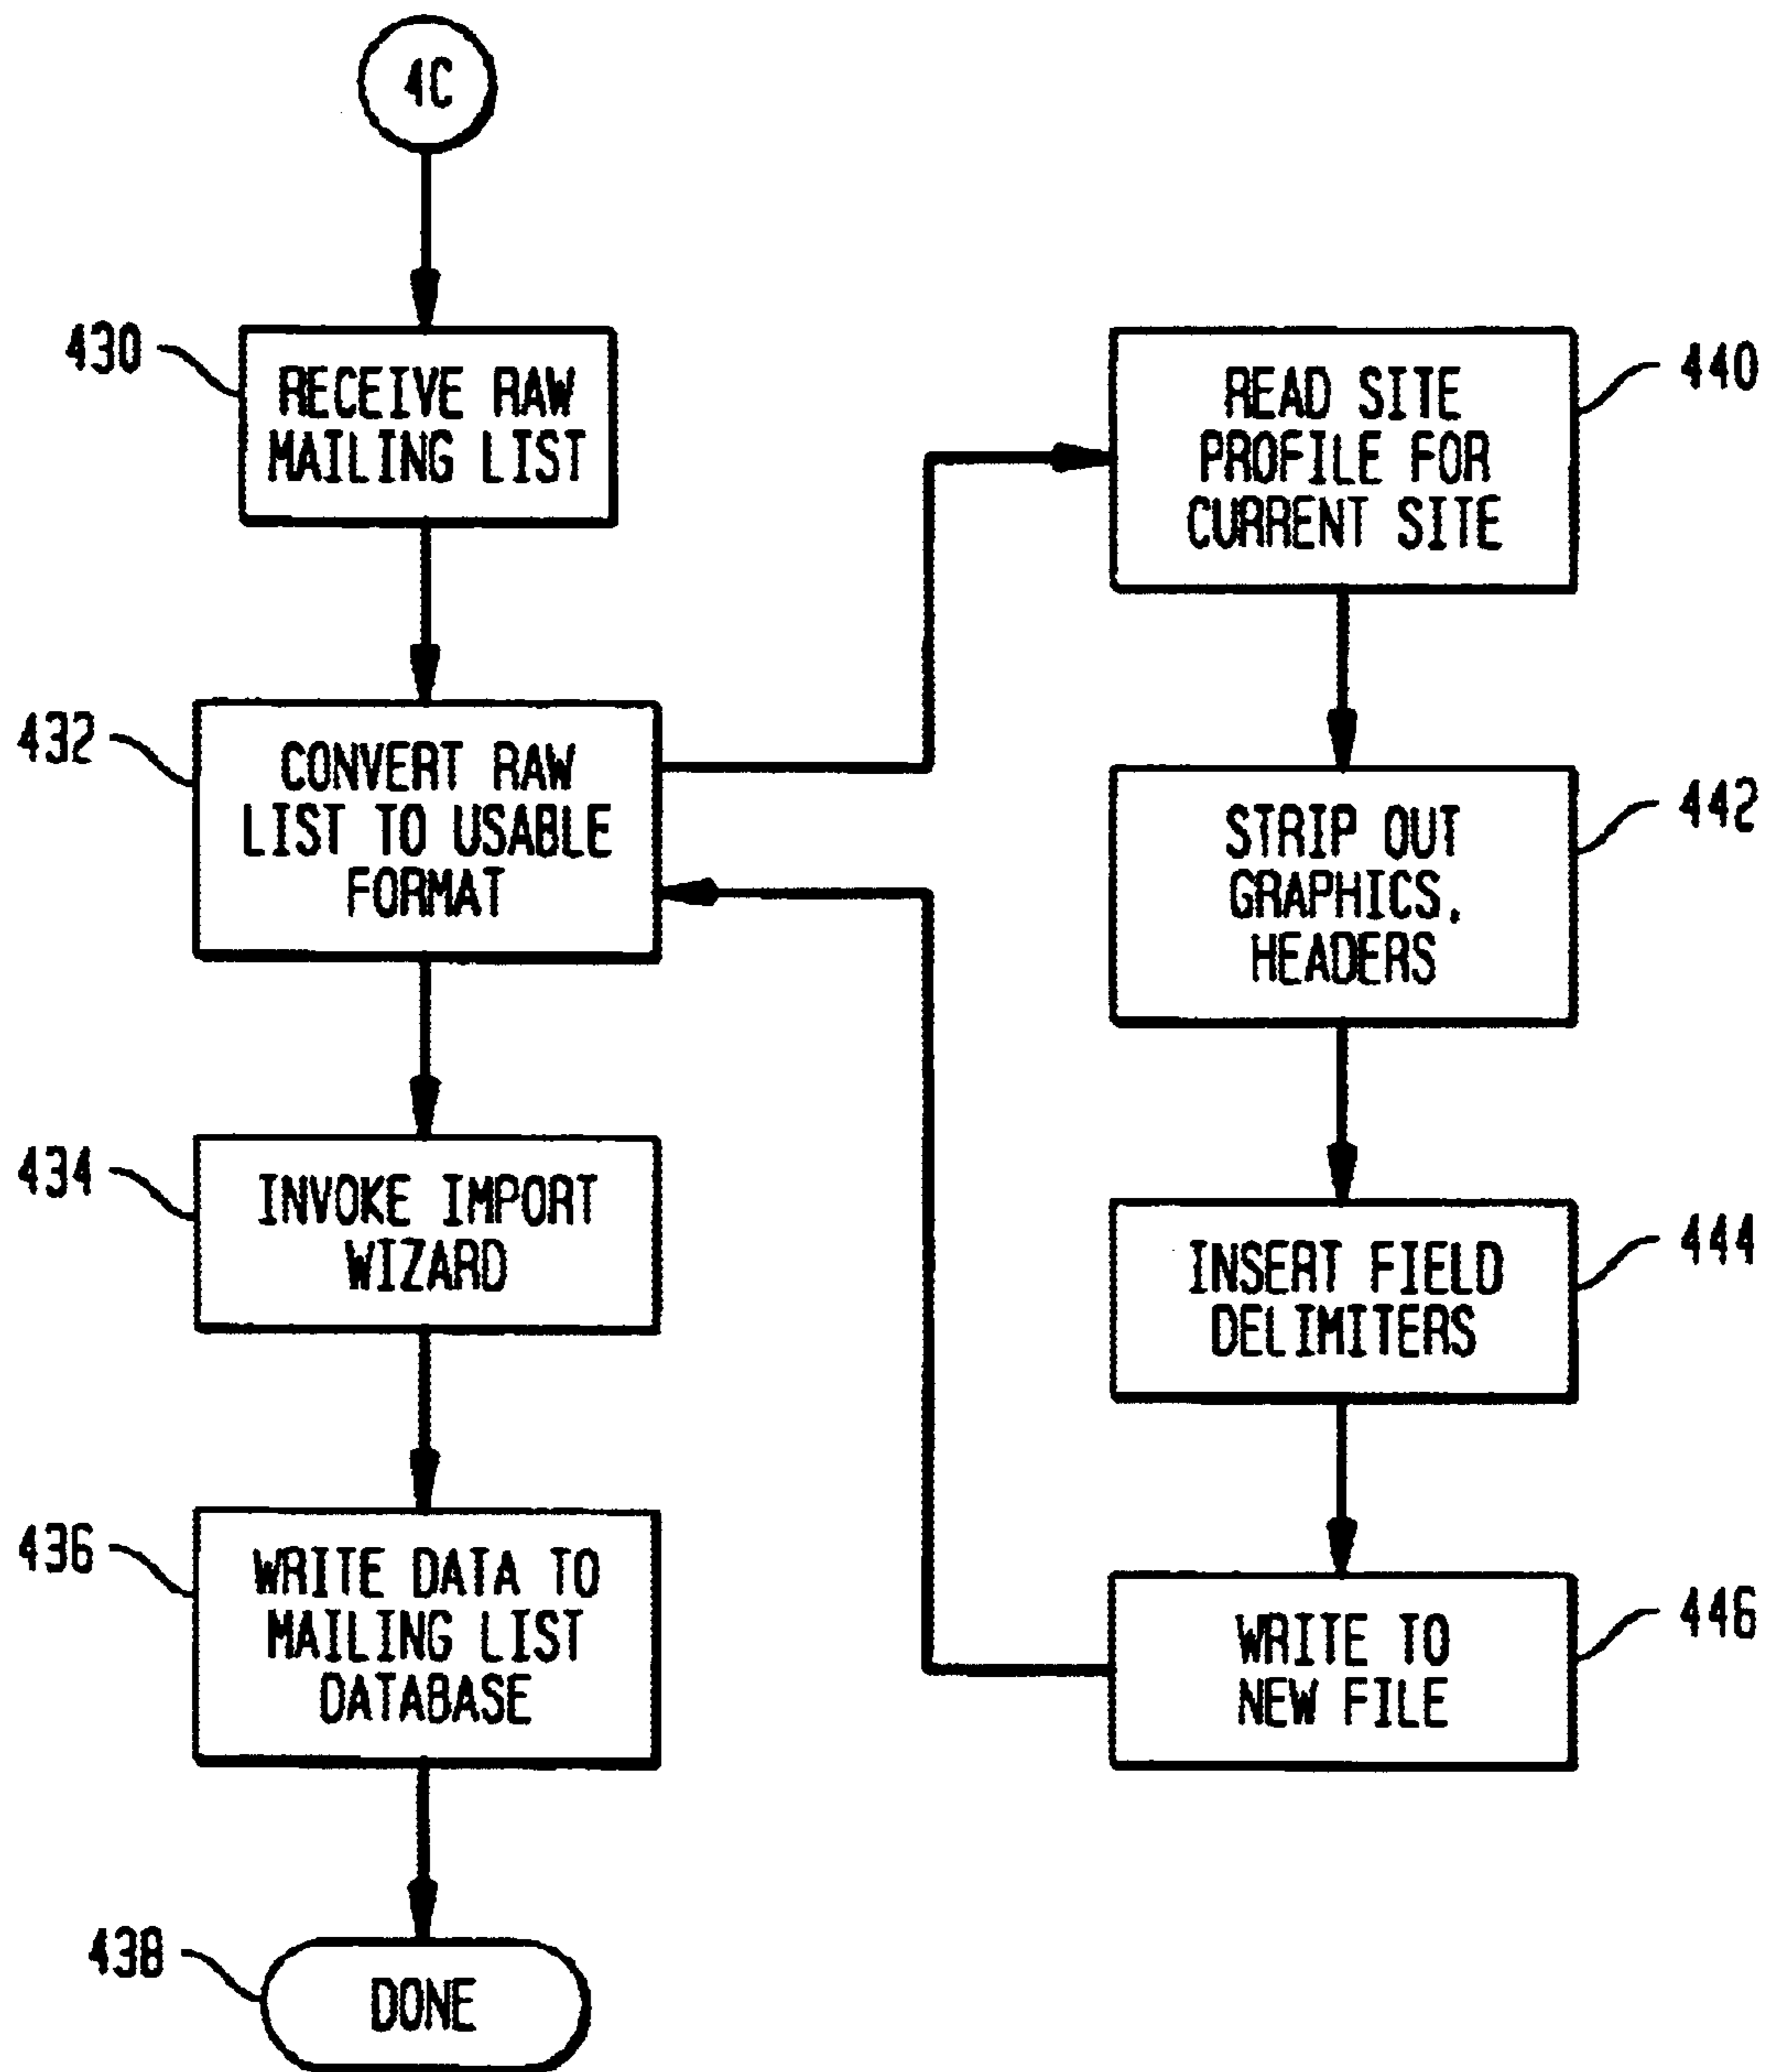 4C
430
RECEIVE RAW
MAILING LIST
432
CONVERT RAW
LIST TO USABLE
FORMAT
434
INVOKE IMPORT
WIZARD
436
WRITE DATA TO
MAILING LIST
DATABASE
438
DONE
440
READ SITE
PROFILE FOR
CURRENT SITE
442
STRIP OUT
GRAPHICS,
HEADERS
444
INSERT FIELD
DELIMITERS
446
WRITE TO
NEW FILE